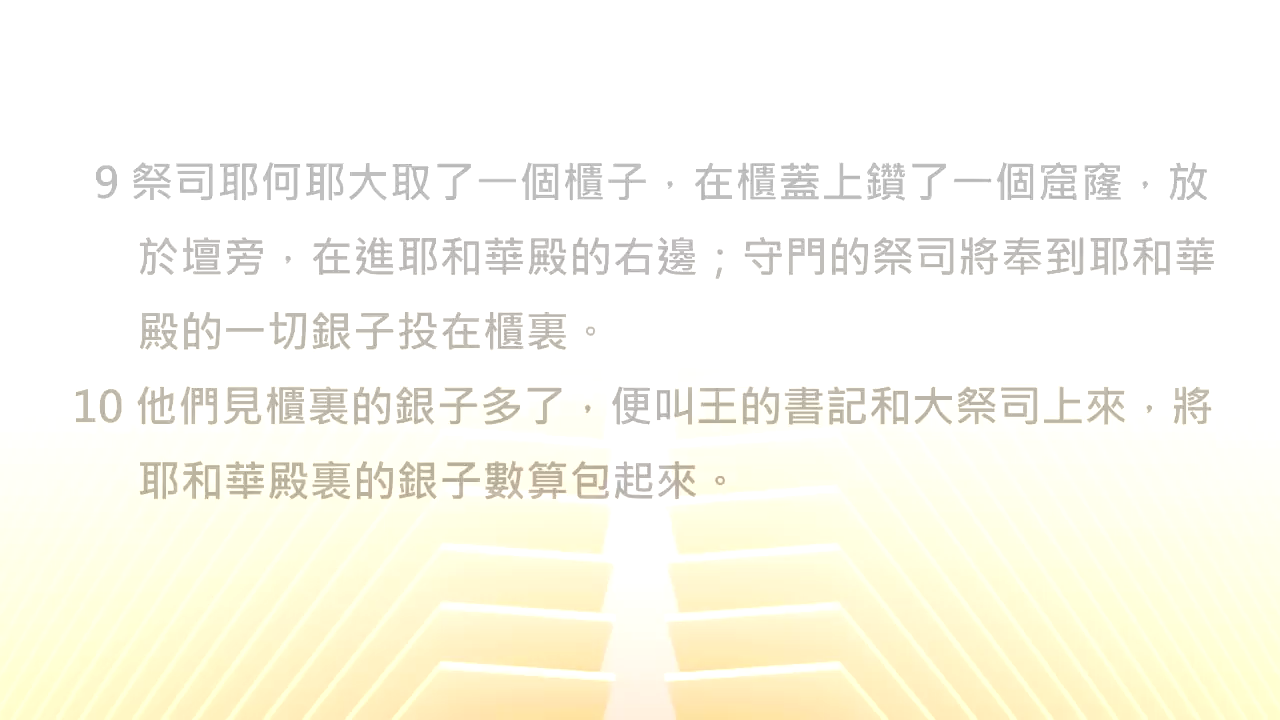 9 祭司耶何耶大取了一個櫃子，在櫃蓋上鑽了一個窟窿，放
於壇旁，在進耶和華殿的右邊；守門的祭司將奉到耶和華
殿的一切銀子投在櫃裏。
10 他們見櫃裏的銀子多了，便叫王的書記和大祭司上來，將
耶和華殿裏的銀子數算包起來。